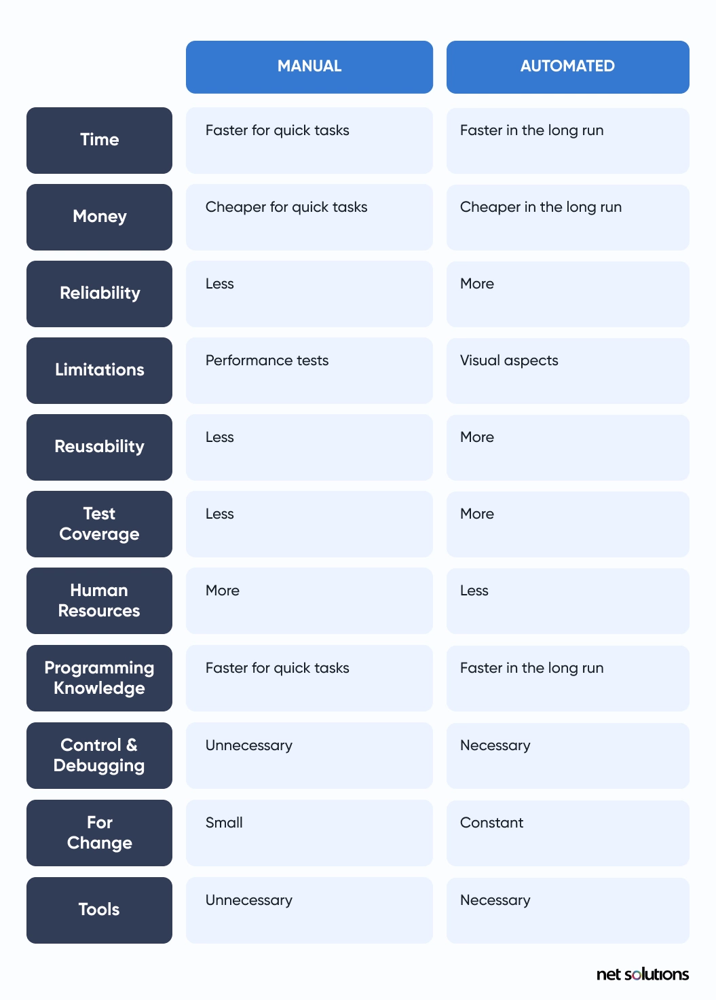 MANUAL AUTOMATED
Time Faster for quick tasks Faster in the long run
Money Cheaper for quick tasks Cheaper in the long run
Reliability Less More
Limitations Performance tests Visual aspects
Reusability Less More
Test
Coverage Less More
Human
Resources More Less
Programming
Knowledge Faster for quick tasks Faster in the long run
Control &
Debugging Unnecessary Necessary
For
Change Small Constant
Tools Unnecessary Necessary
net solutions